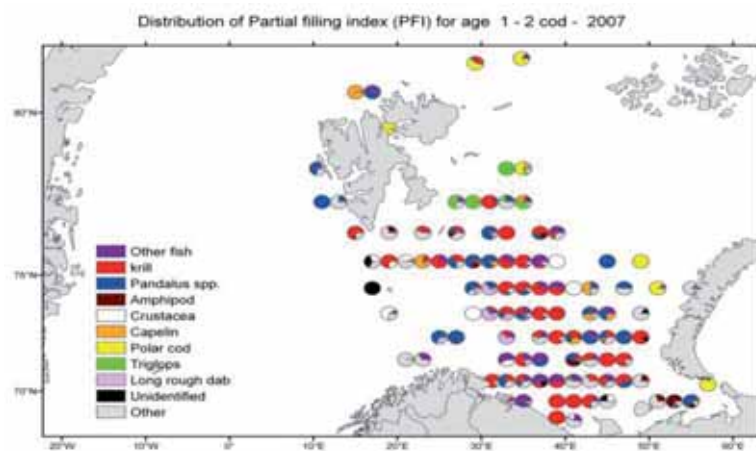 Distribution of Partial filling index (PFI) for age 1 - 2 cod - 2007
80°N
Other fish
krill
Pandalus spp.
Amphipod
Crustacea
Capelin
Polar cod
Triglops
Long rough dab
Unidentified
Other
75°N
70°N
20°W
10°W
0°
10°E
20°E
30°E
40°E
50°E
60°E